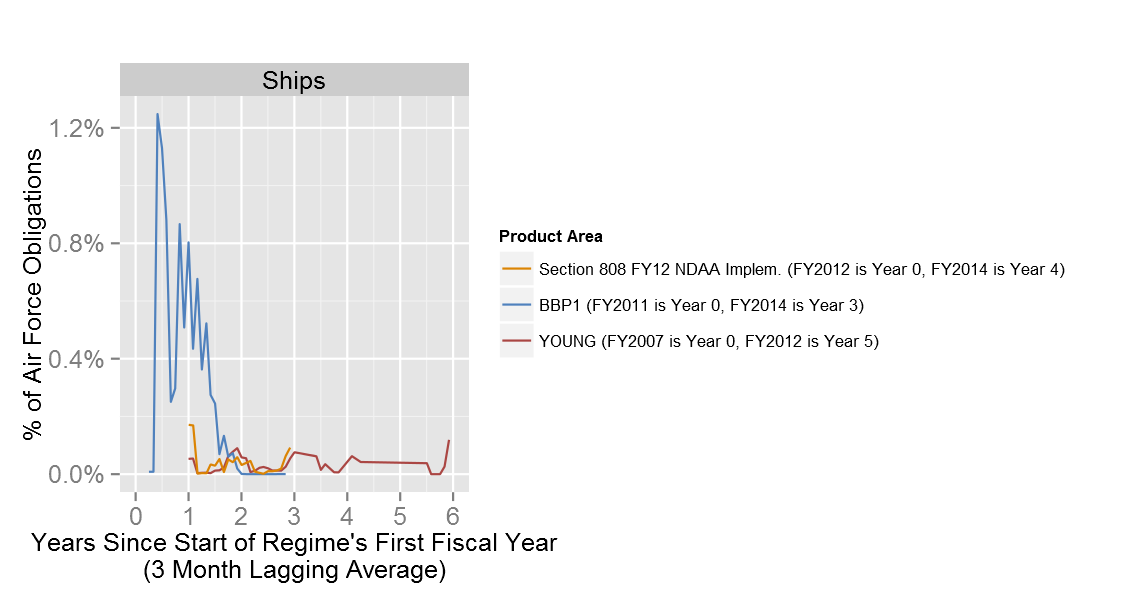 Ships
1.2%
0.8%
0.4%
0.0%
% of Air Force Obligations
0 1 2 3 4 5 6
Years Since Start of Regime's First Fiscal Year
(3 Month Lagging Average)
Product Area
Section 808 FY12 NDAA Implem. (FY2012 is Year 0, FY2014 is Year 4)
BBP1 (FY2011 is Year 0, FY2014 is Year 3)
YOUNG (FY2007 is Year 0, FY2012 is Year 5)